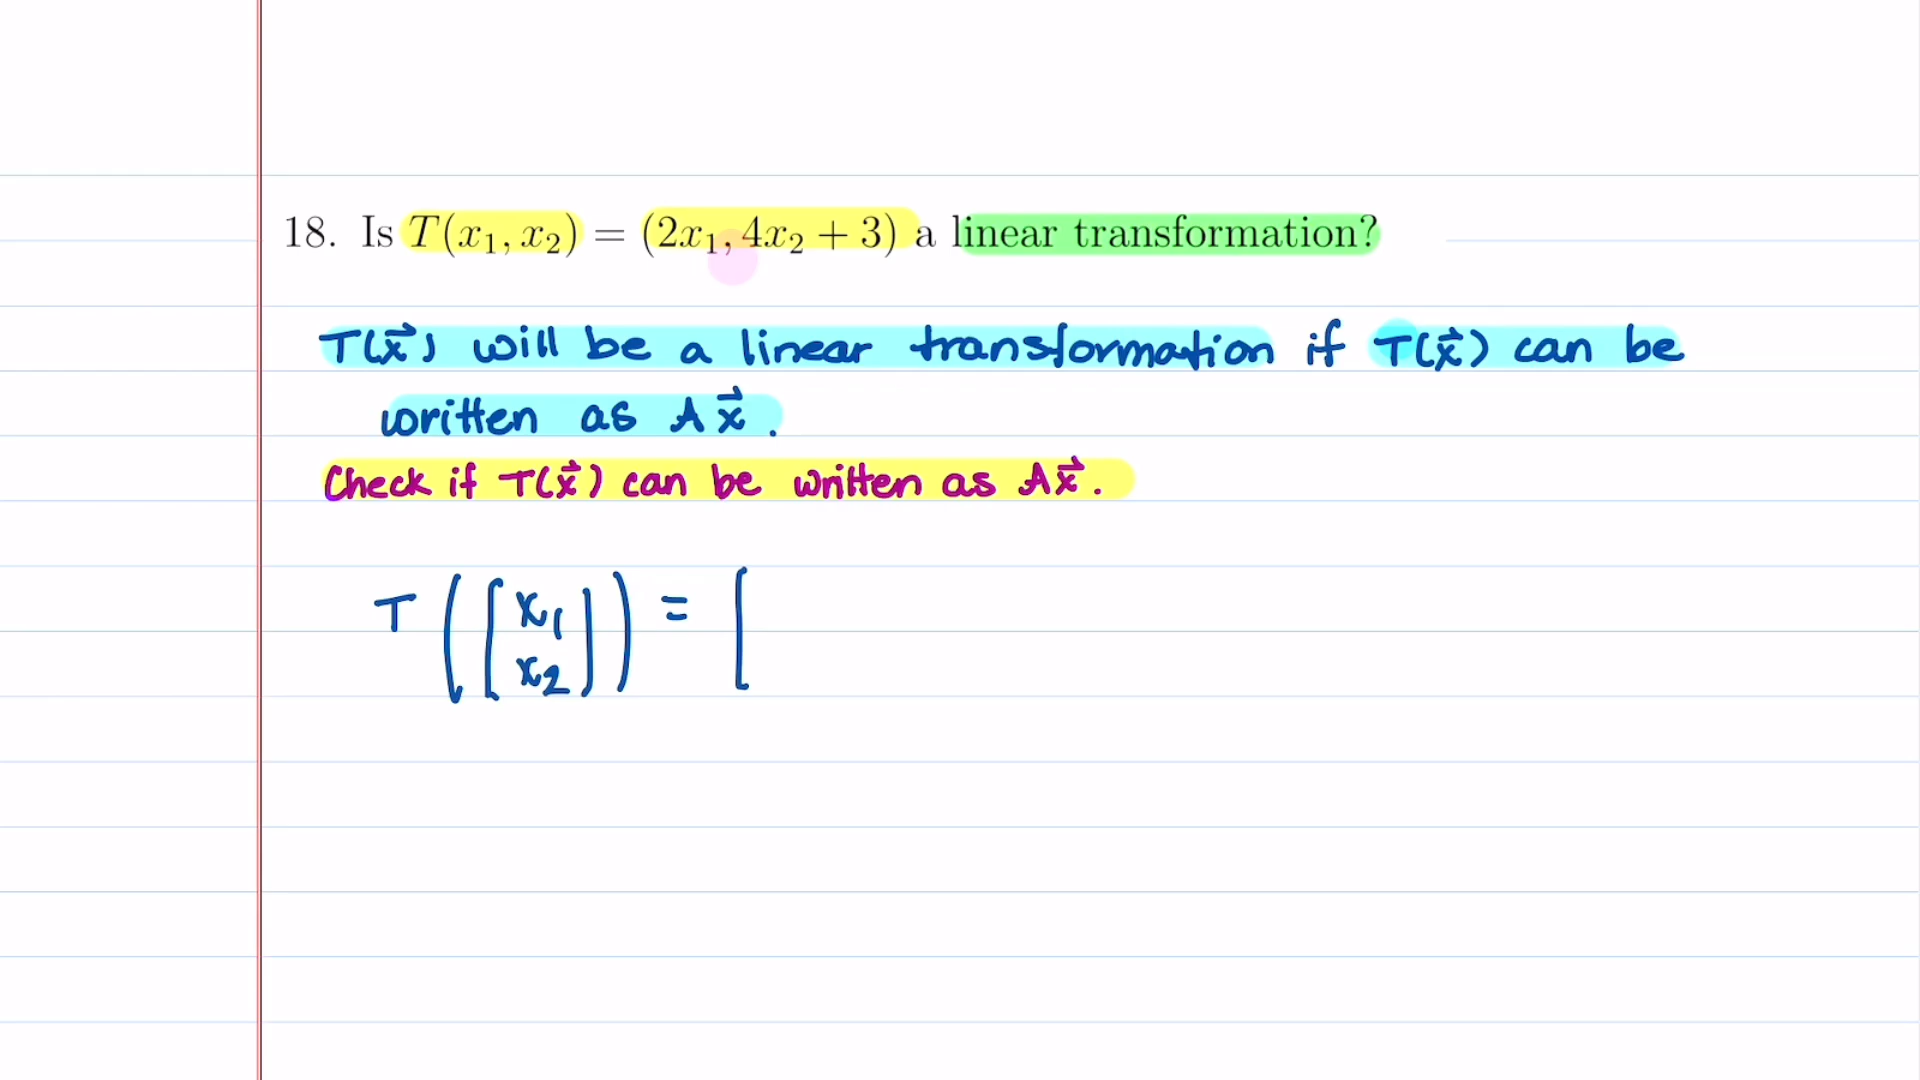 18. Is T(x₁, x₂) = (2x₁, 4x₂ + 3) a linear transformation?
T(x⃗) will be a linear transformation if T(x⃗) can be
written as Ax⃗.
Check if T(x⃗) can be written as Ax⃗.
T([x₁
x₂]) = [